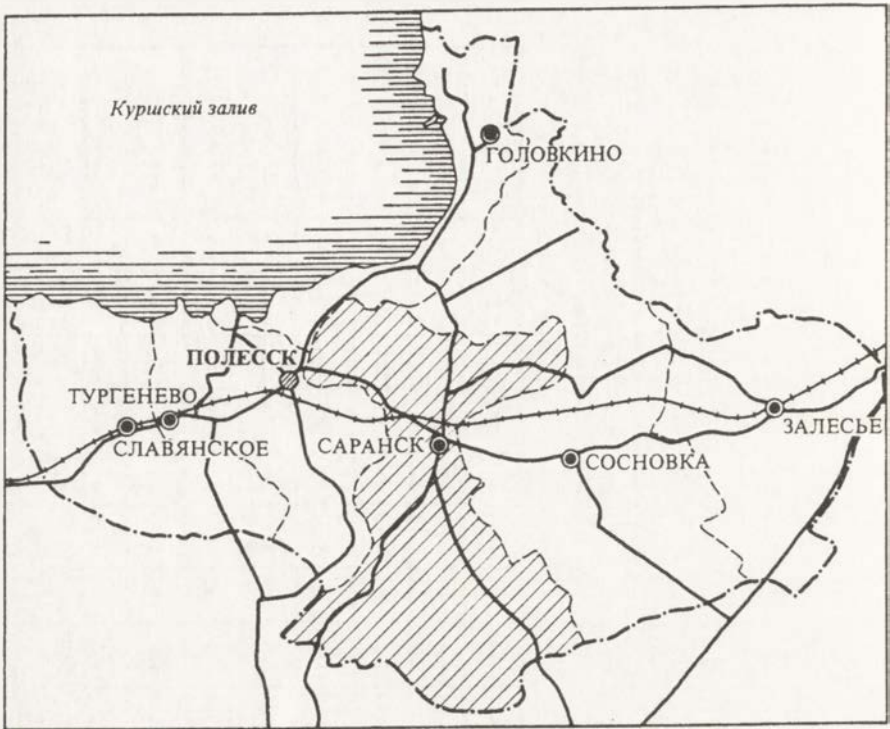 Куршский залив
ГОЛОВКИНО
ПОЛЕССК
ТУРГЕНЕВО
СЛАВЯНСКОЕ
САРАНСК
СОСНОВКА
ЗАЛЕСЬЕ